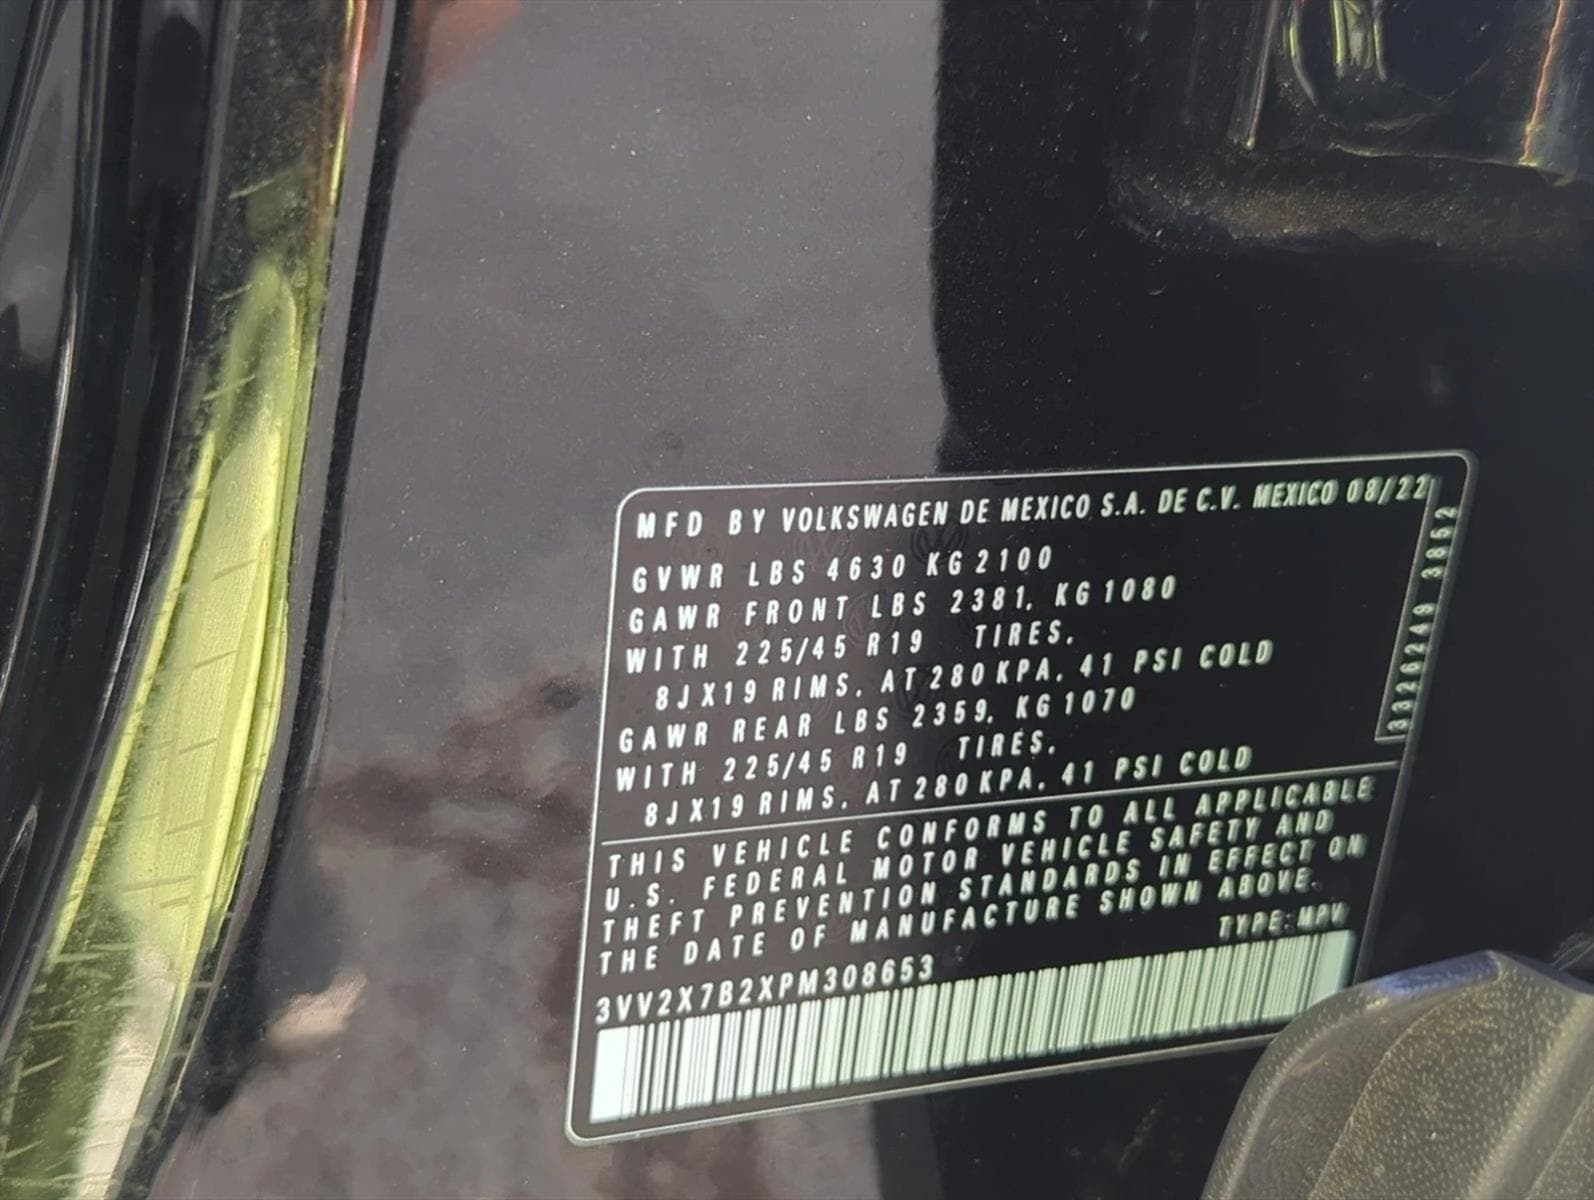 MFD BY VOLKSWAGEN DE MEXICO S.A. DE C.V. MEXICO 08/22
GVWR LBS 4630 KG 2100
GAWR FRONT LBS 2381, KG 1080
WITH 225/45 R19 TIRES,
8JX19 RIMS, AT 280 KPA, 41 PSI COLD
GAWR REAR LBS 2359, KG 1070
WITH 225/45 R19 TIRES,
8JX19 RIMS, AT 280 KPA, 41 PSI COLD
3326249 3852
THIS VEHICLE CONFORMS TO ALL APPLICABLE
U.S. FEDERAL MOTOR VEHICLE SAFETY AND
THEFT PREVENTION STANDARDS IN EFFECT ON
THE DATE OF MANUFACTURE SHOWN ABOVE.
TYPE: MPV
3VV2X7B2XPM308653